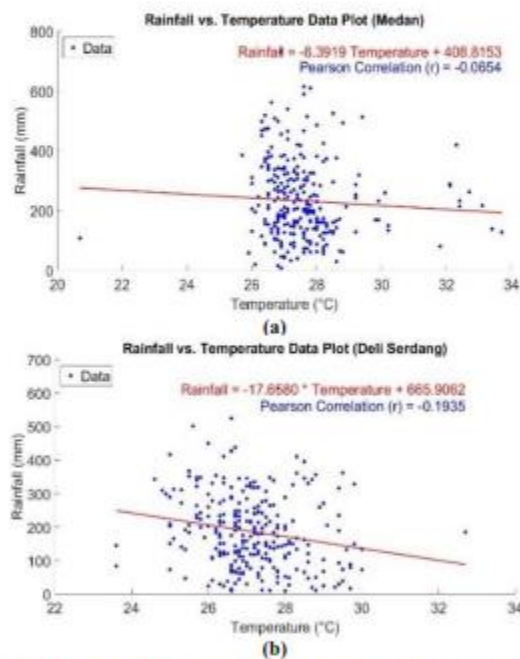 Rainfall vs. Temperature Data Plot (Medan)
Data
Rainfall = -6.3919 Temperature + 408.8153
Pearson Correlation (r) = -0.0654
800
600
400
200
0
Rainfall (mm)
20 22 24 26 28 30 32 34
Temperature (°C)
(a)
Rainfall vs. Temperature Data Plot (Deli Serdang)
Data
Rainfall = -17.6580 * Temperature + 665.9062
Pearson Correlation (r) = -0.1935
700
600
500
400
300
200
100
0
Rainfall (mm)
22 24 26 28 30 32 34
Temperature (°C)
(b)